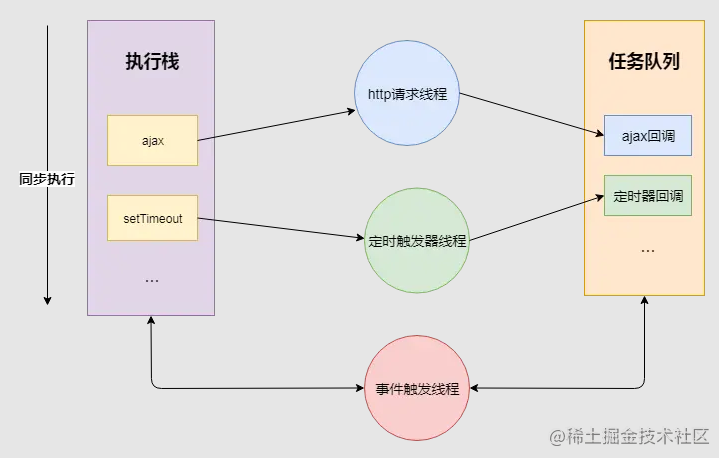 执行栈
任务队列
http请求线程
ajax
ajax回调
同步执行
定时器回调
setTimeout
定时触发器线程
...
...
事件触发线程
@稀土掘金技术社区